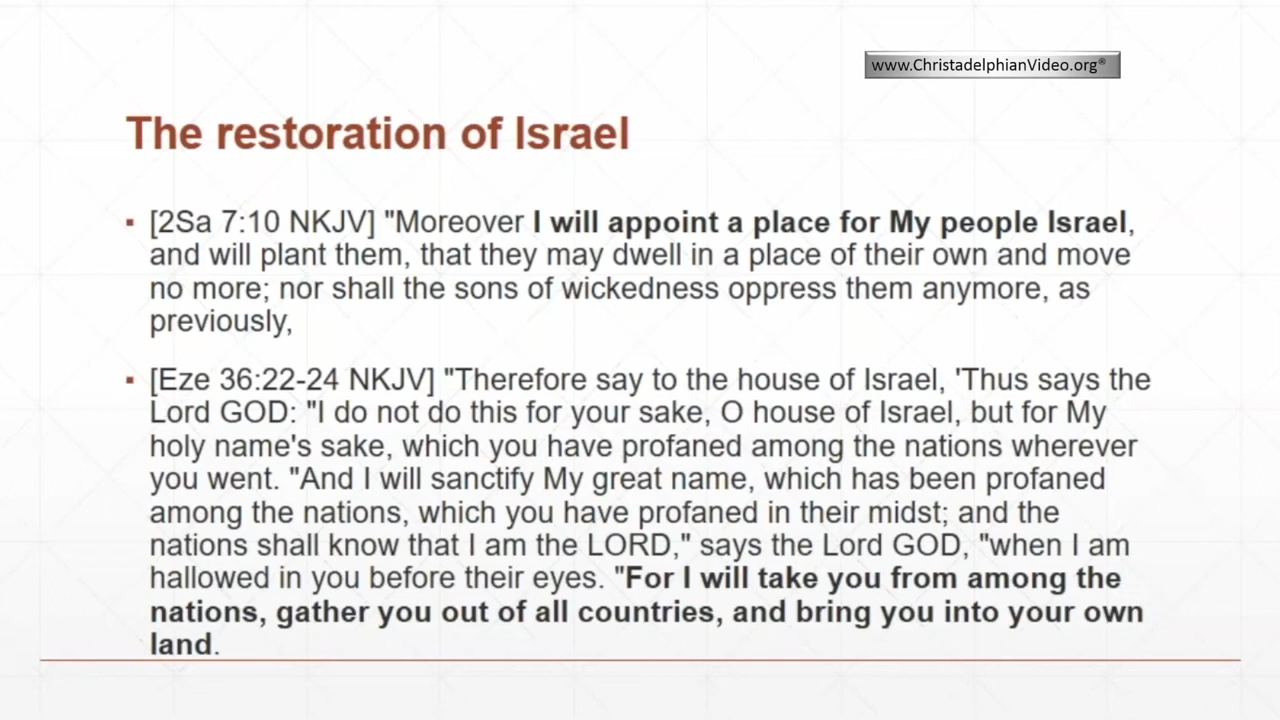 www.ChristadelphianVideo.org®
The restoration of Israel
▪ [2Sa 7:10 NKJV] "Moreover I will appoint a place for My people Israel,
and will plant them, that they may dwell in a place of their own and move
no more; nor shall the sons of wickedness oppress them anymore, as
previously,
▪ [Eze 36:22-24 NKJV] "Therefore say to the house of Israel, 'Thus says the
Lord GOD: "I do not do this for your sake, O house of Israel, but for My
holy name's sake, which you have profaned among the nations wherever
you went. "And I will sanctify My great name, which has been profaned
among the nations, which you have profaned in their midst; and the
nations shall know that I am the LORD," says the Lord GOD, "when I am
hallowed in you before their eyes. "For I will take you from among the
nations, gather you out of all countries, and bring you into your own
land.